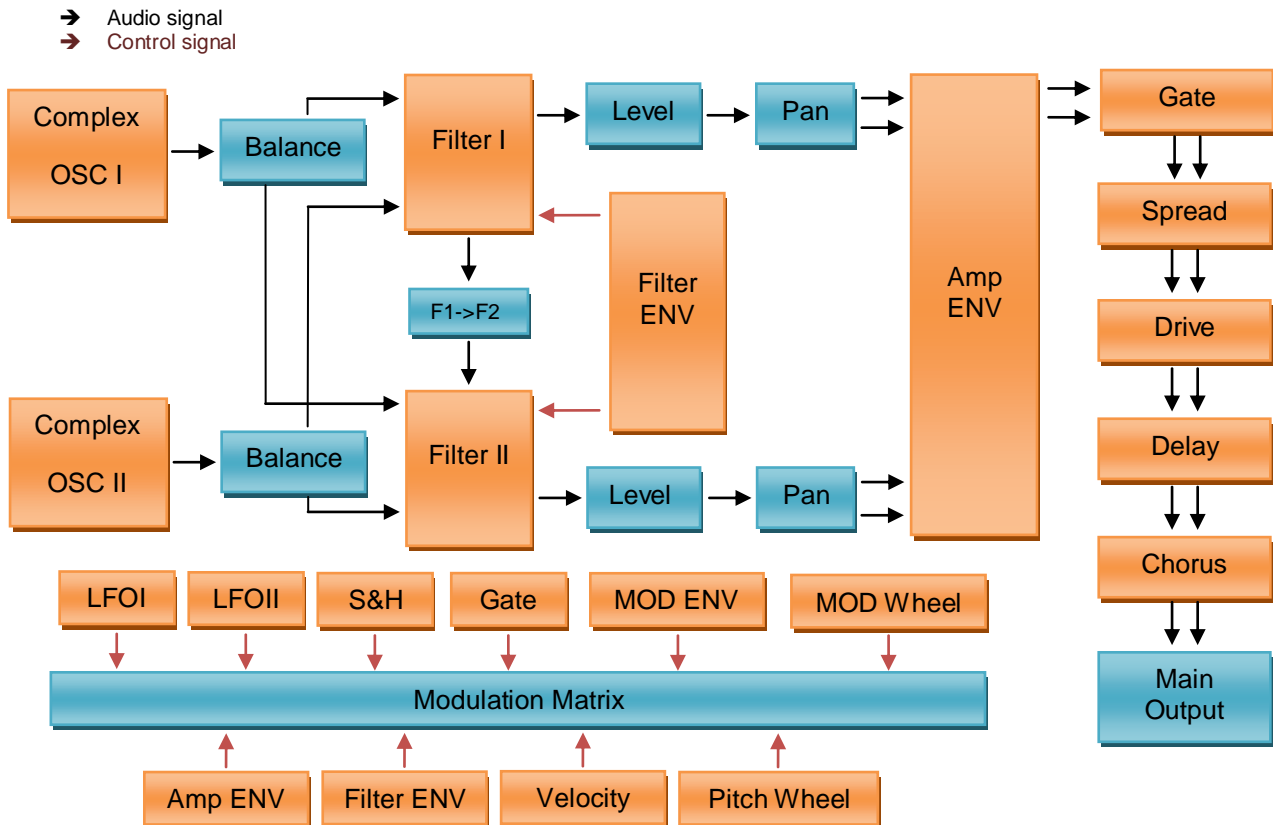 Audio signal
Control signal
Complex
OSC I
Balance
Filter I
Level
Pan
Amp
ENV
Gate
Spread
Drive
Delay
Chorus
Main
Output
F1->F2
Filter
ENV
Complex
OSC II
Balance
Filter II
Level
Pan
LFOI
LFOII
S&H
Gate
MOD ENV
MOD Wheel
Modulation Matrix
Amp ENV
Filter ENV
Velocity
Pitch Wheel